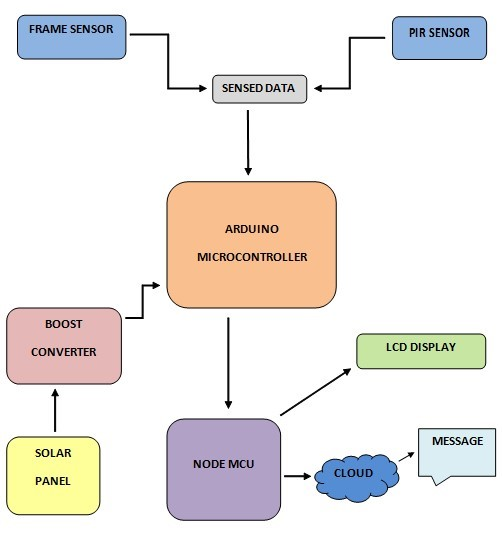 FRAME SENSOR
PIR SENSOR
SENSED DATA
ARDUINO
MICROCONTROLLER
BOOST
CONVERTER
LCD DISPLAY
SOLAR
PANEL
NODE MCU
CLOUD
MESSAGE